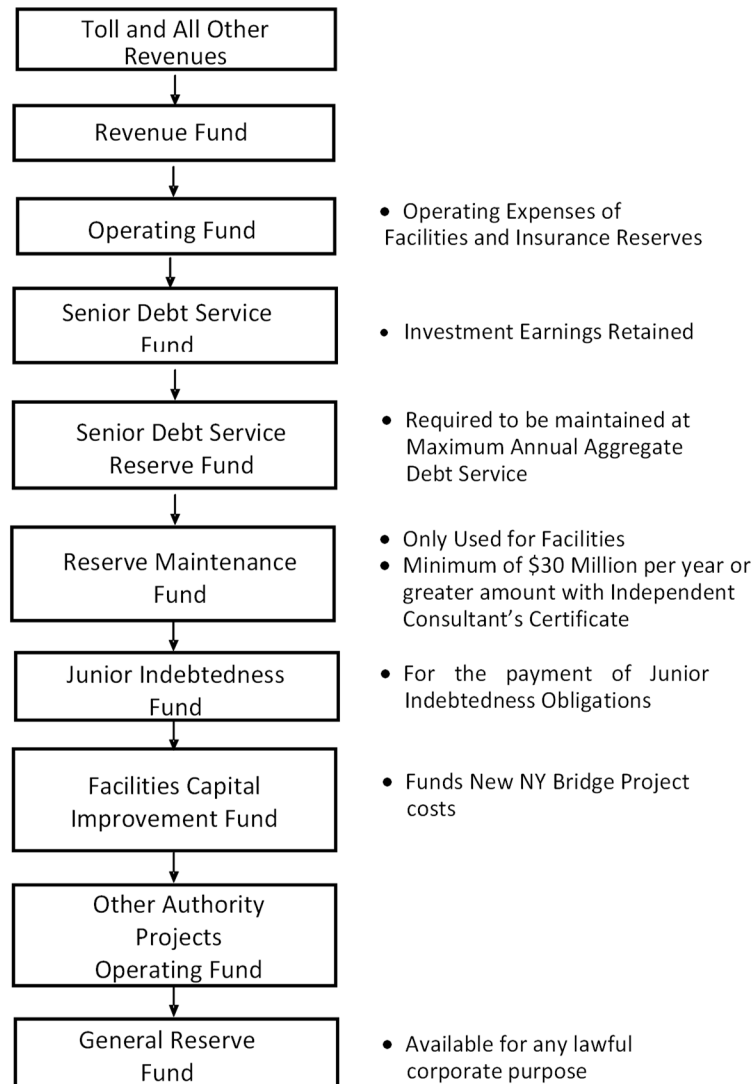 Toll and All Other
Revenues
Revenue Fund
Operating Fund
• Operating Expenses of
Facilities and Insurance Reserves
Senior Debt Service
Fund
• Investment Earnings Retained
Senior Debt Service
Reserve Fund
• Required to be maintained at
Maximum Annual Aggregate
Debt Service
Reserve Maintenance
Fund
• Only Used for Facilities
• Minimum of $30 Million per year or
greater amount with Independent
Consultant’s Certificate
Junior Indebtedness
Fund
• For the payment of Junior
Indebtedness Obligations
Facilities Capital
Improvement Fund
• Funds New NY Bridge Project
costs
Other Authority
Projects
Operating Fund
General Reserve
Fund
• Available for any lawful
corporate purpose